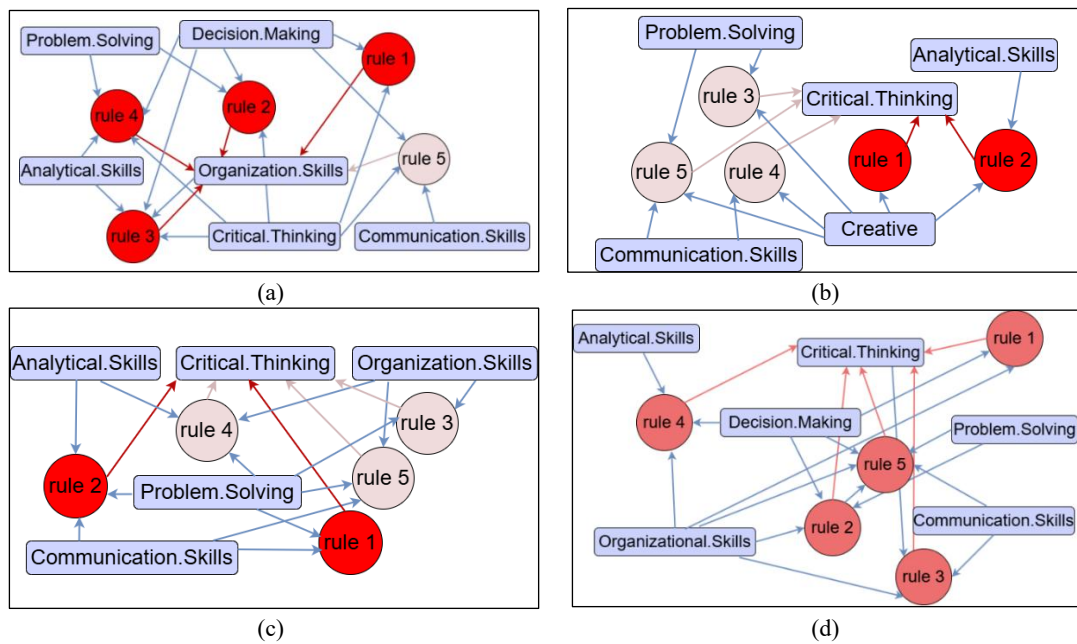 Problem.Solving
Decision.Making
rule 1
rule 2
rule 4
rule 5
Analytical.Skills
Organization.Skills
rule 3
Critical.Thinking
Communication.Skills
(a)
Problem.Solving
Analytical.Skills
rule 3
Critical.Thinking
rule 5
rule 4
rule 1
rule 2
Creative
Communication.Skills
(b)
Analytical.Skills
Critical.Thinking
Organization.Skills
rule 4
rule 3
rule 2
Problem.Solving
rule 5
rule 1
Communication.Skills
(c)
Analytical.Skills
rule 1
Critical.Thinking
rule 4
Decision.Making
Problem.Solving
rule 5
Communication.Skills
rule 2
Organizational.Skills
rule 3
(d)